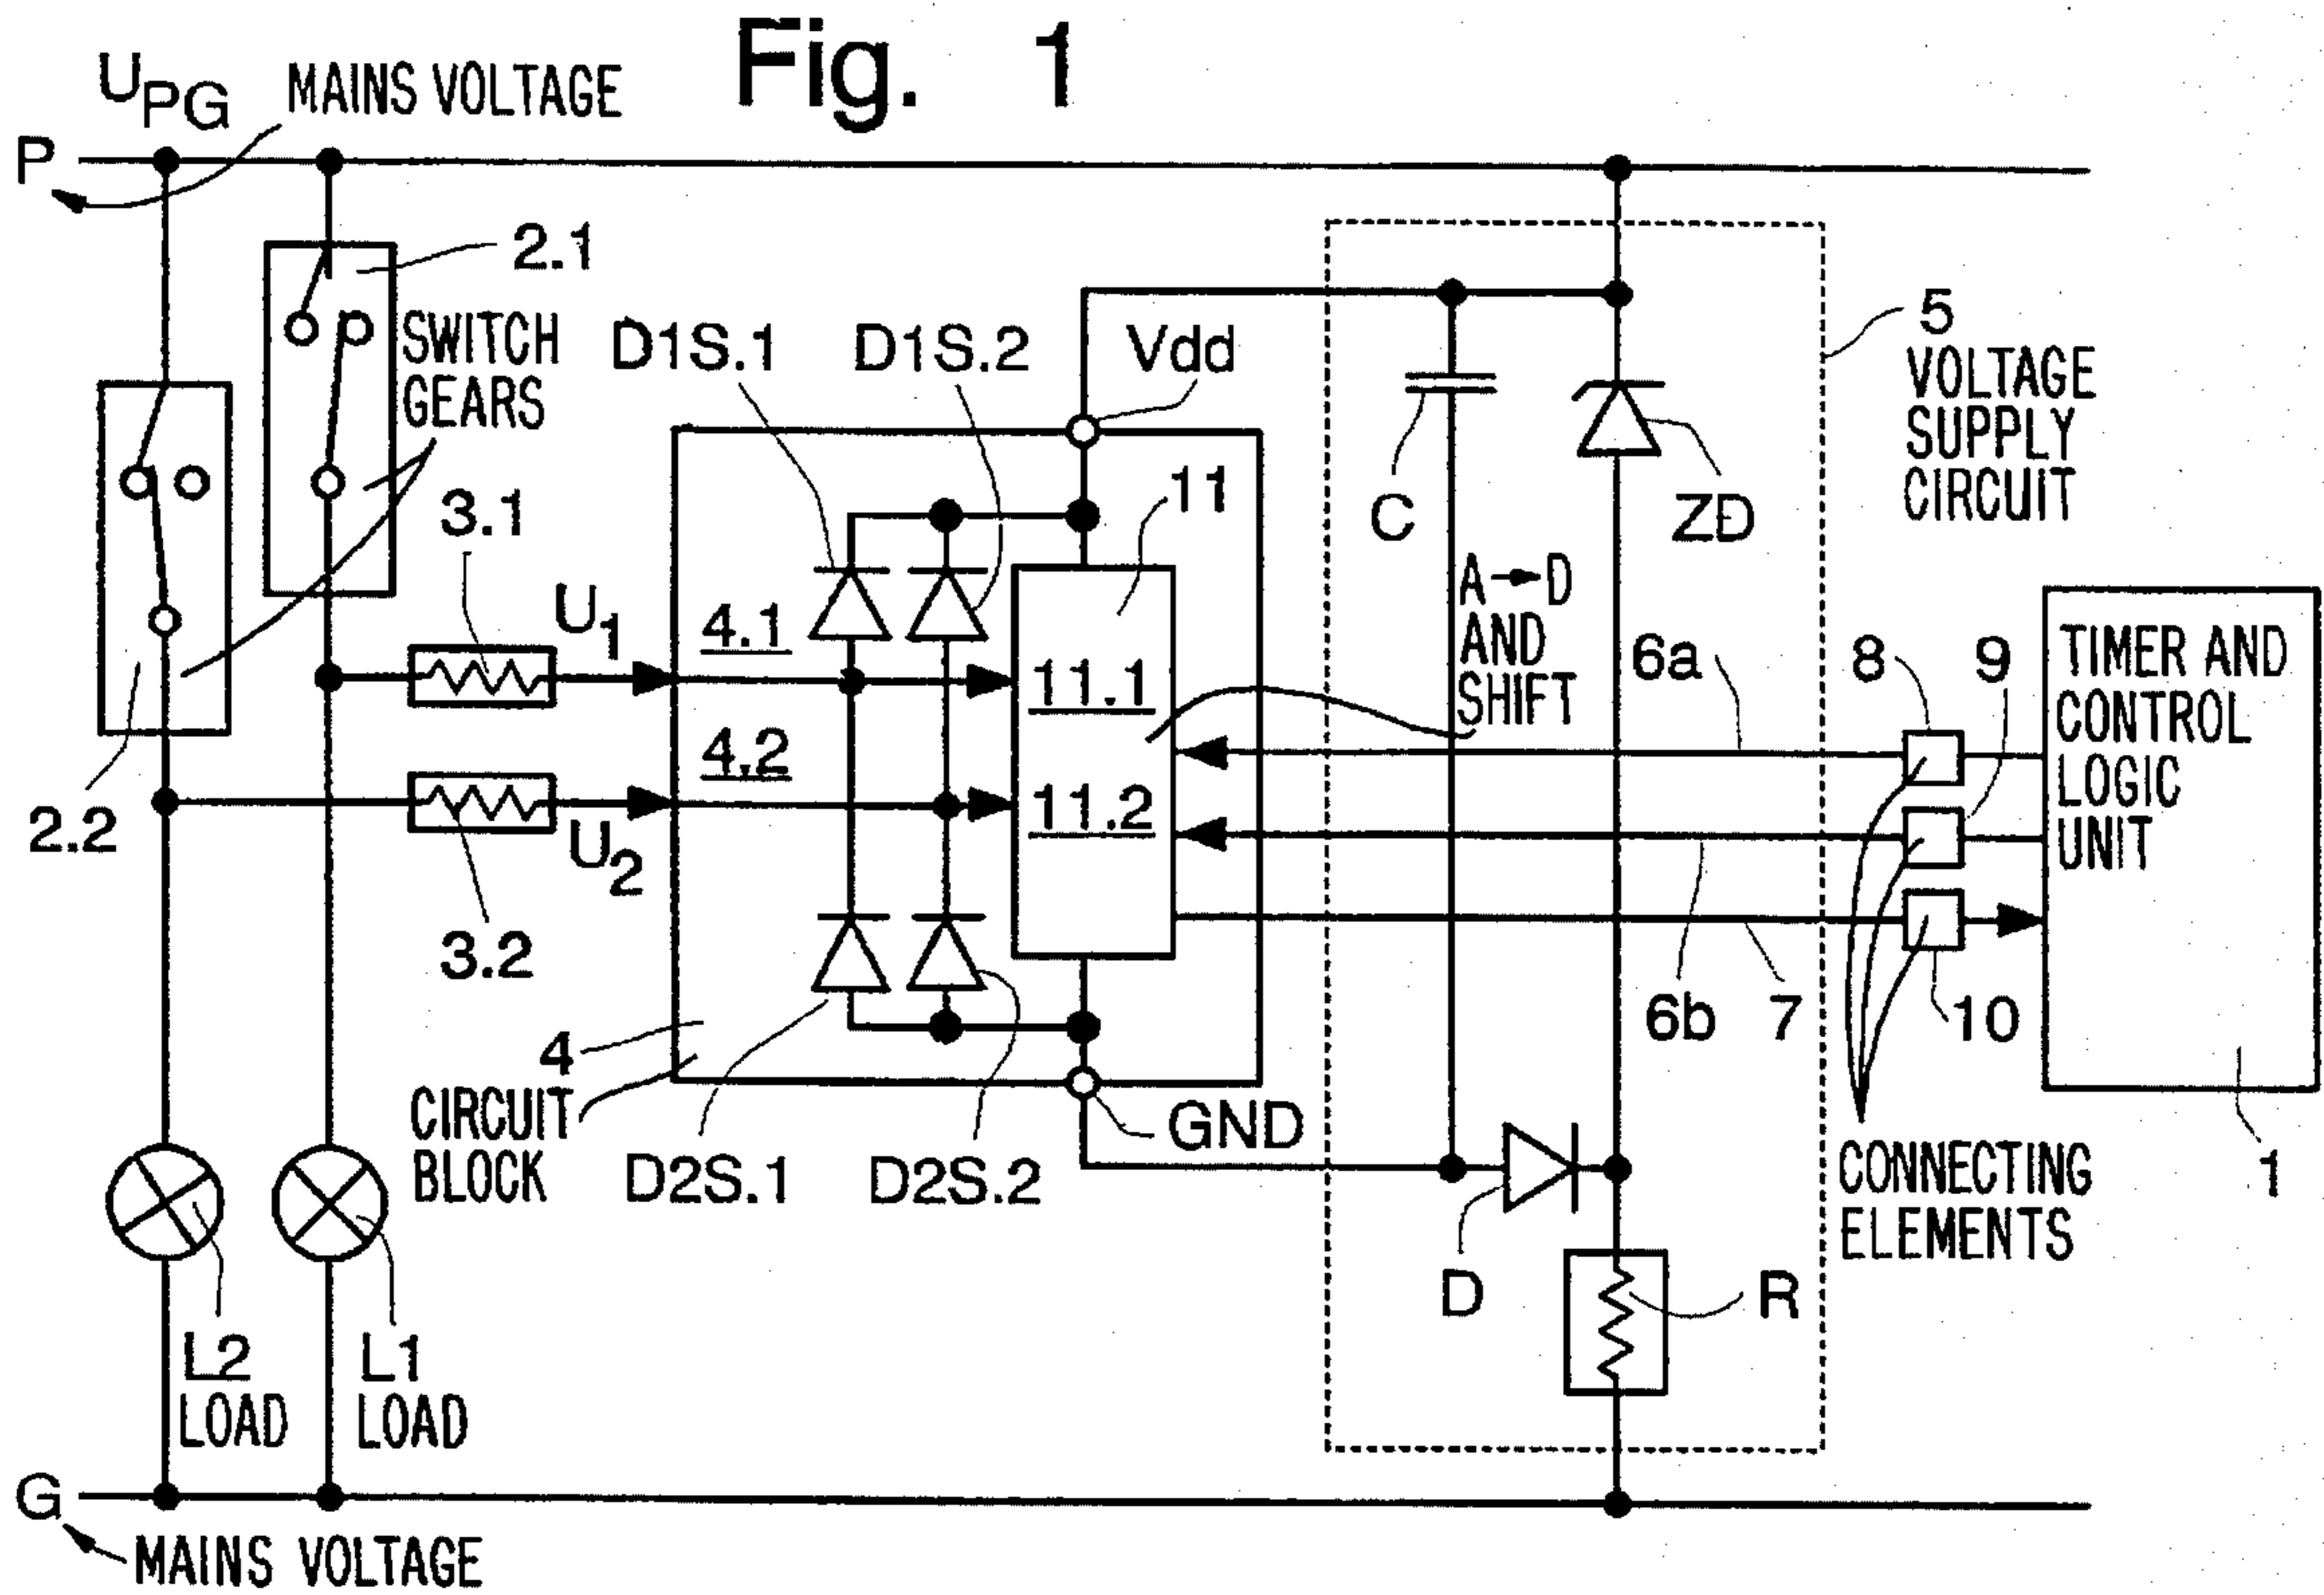 Fig. 1
UPG
MAINS VOLTAGE
P
2.1
SWITCH
GEARS
D1S.1
D1S.2
Vdd
5
VOLTAGE
SUPPLY
CIRCUIT
3.1
11
C
ZD
U1
4.1
11.1
A→D
AND
SHIFT
6a
8
9
TIMER AND
CONTROL
LOGIC
UNIT
4.2
11.2
2.2
U2
3.2
6b
7
10
4
CIRCUIT
BLOCK
D2S.1
D2S.2
GND
CONNECTING
ELEMENTS
1
D
R
L2
LOAD
L1
LOAD
G
MAINS VOLTAGE